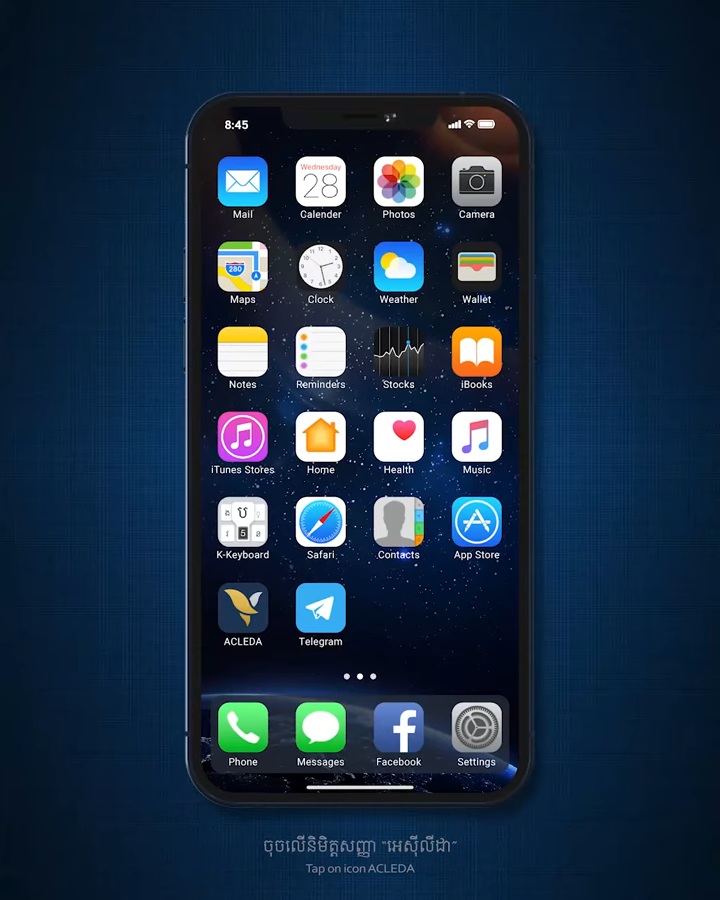 8:45
Wednesday
28
Mail
Calender
Photos
Camera
280
Maps
Clock
Weather
Wallet
Notes
Reminders
Stocks
iBooks
iTunes Stores
Home
Health
Music
K-Keyboard
Safari
Contacts
App Store
ACLEDA
Telegram
Phone
Messages
Facebook
Settings
ចុចលើនិមិត្តសញ្ញា "អេស៊ីលីដា"
Tap on icon ACLEDA